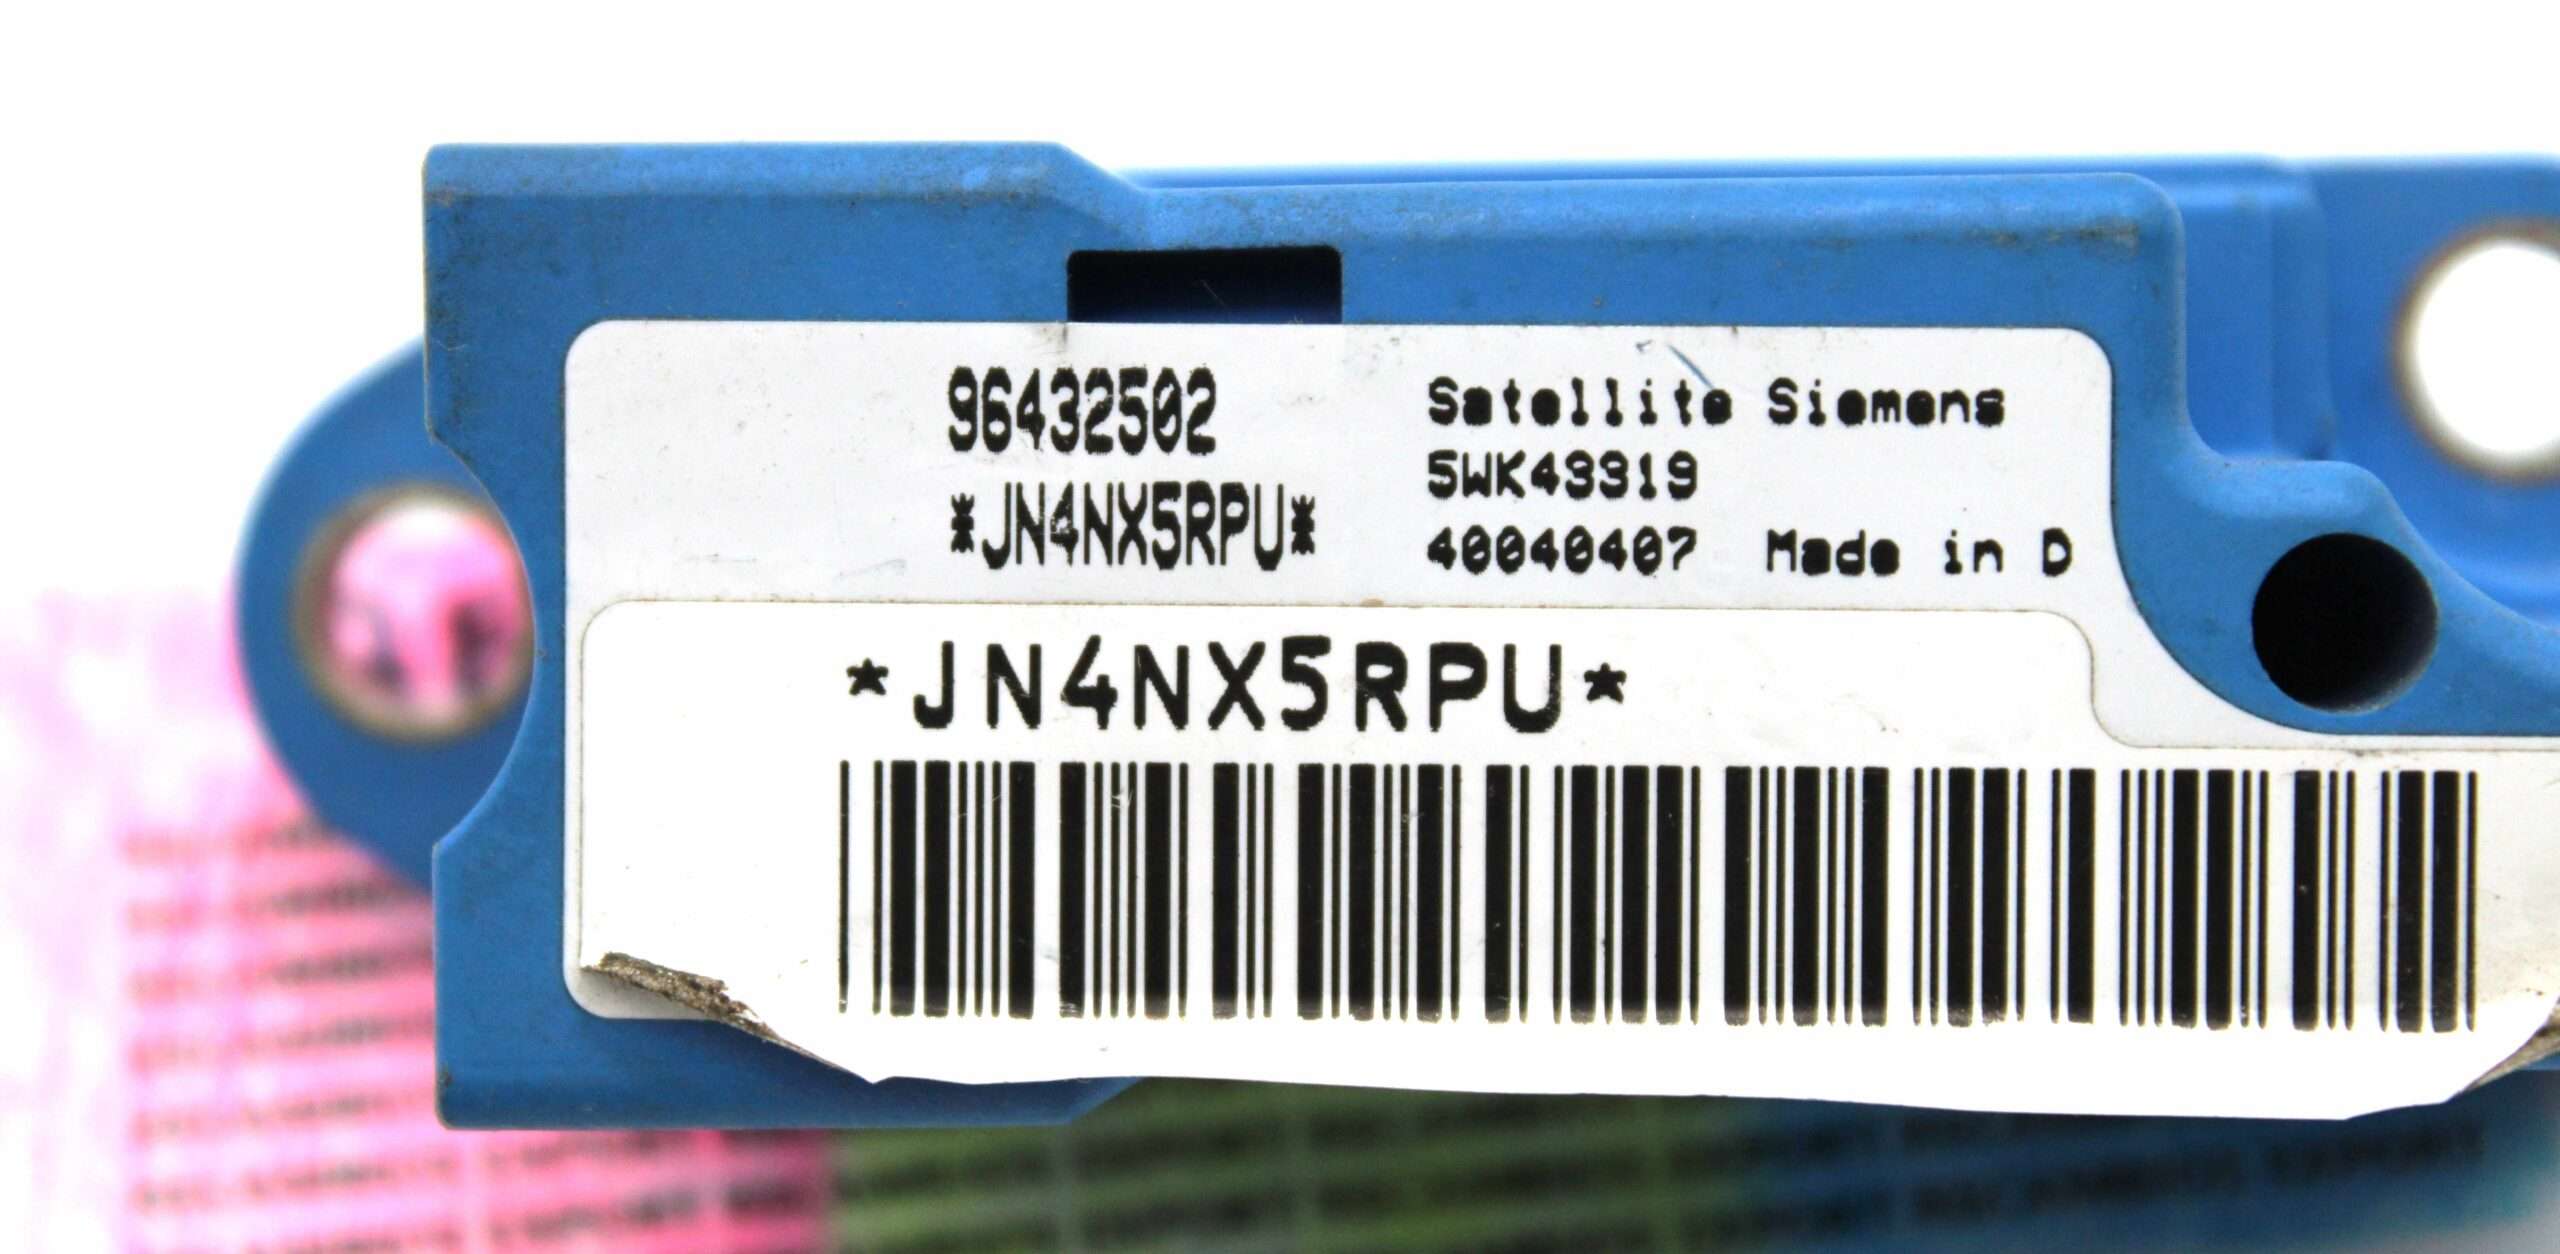 96432502
*JN4NX5RPU*
Satellite Siemens
5WK43319
40040407 Made in D
*JN4NX5RPU*